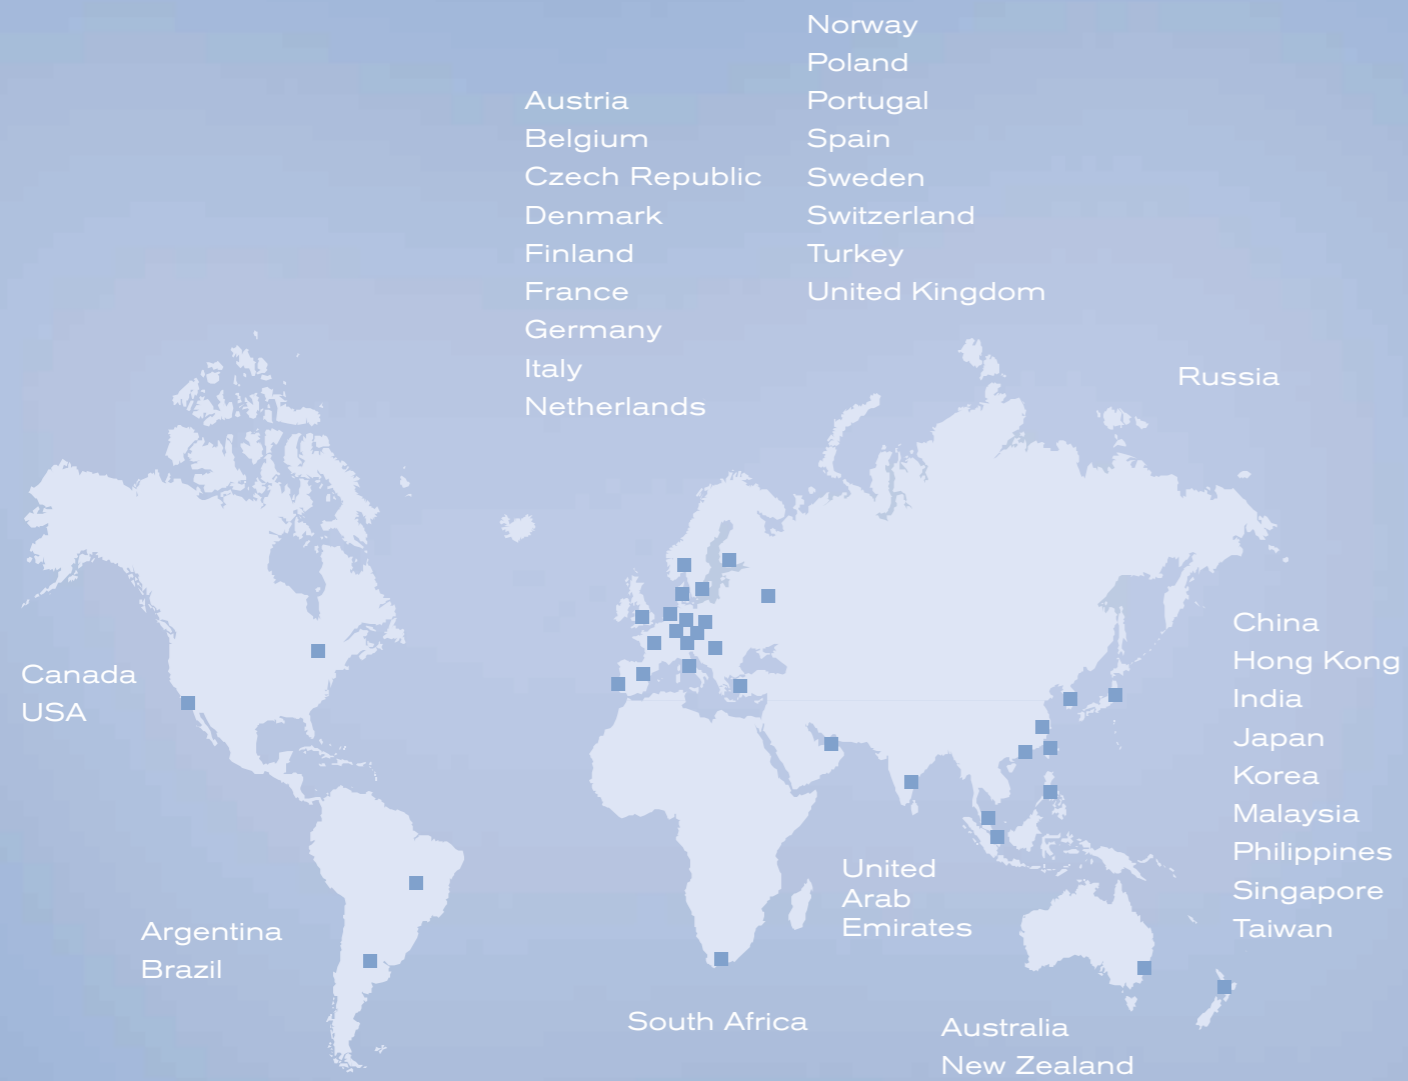 Austria
Belgium
Czech Republic
Denmark
Finland
France
Germany
Italy
Netherlands
Norway
Poland
Portugal
Spain
Sweden
Switzerland
Turkey
United Kingdom
Russia
Canada
USA
China
Hong Kong
India
Japan
Korea
Malaysia
Philippines
Singapore
Taiwan
United
Arab
Emirates
Argentina
Brazil
South Africa
Australia
New Zealand